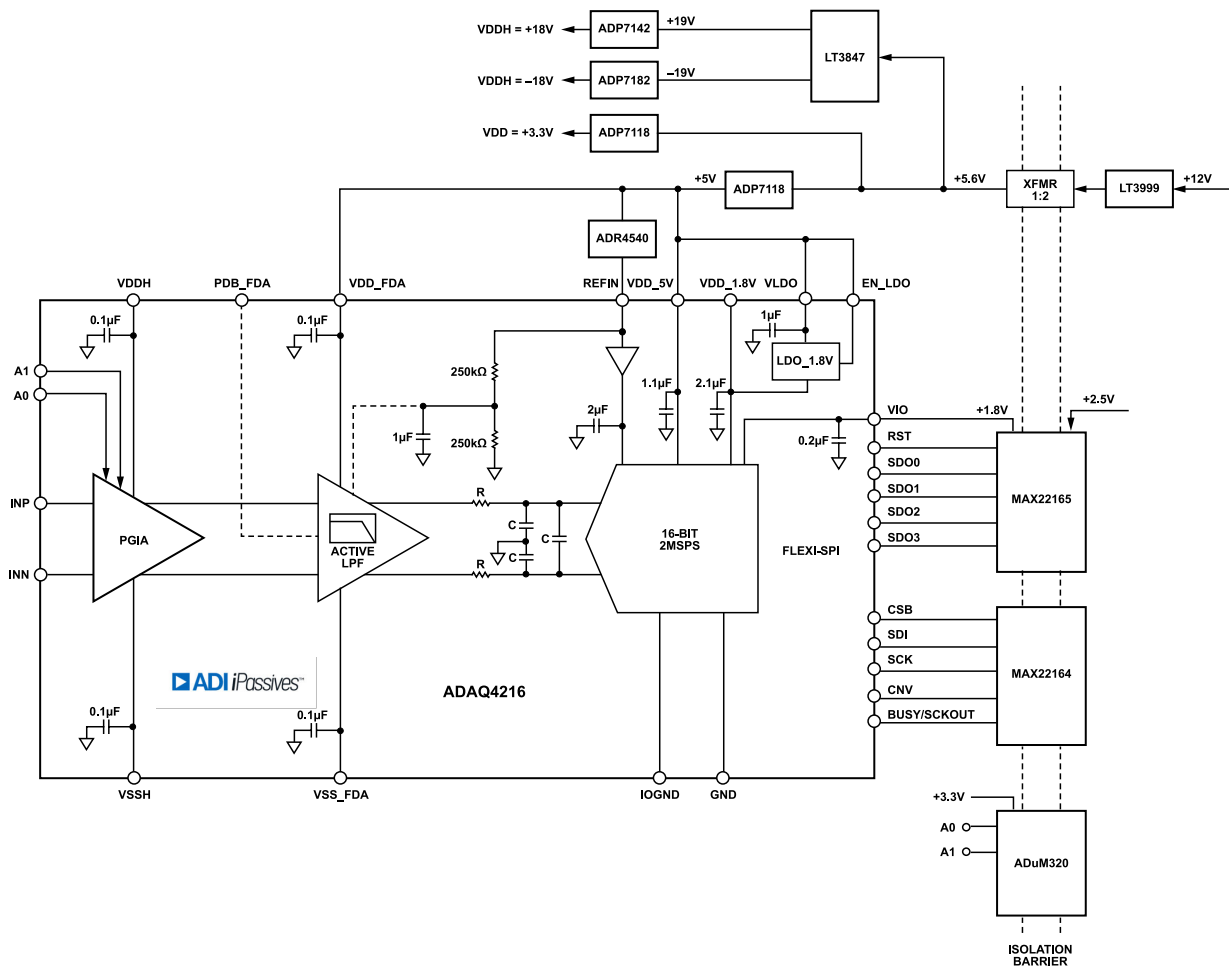 VDDH = +18V
ADP7142
+19V
LT3847
VDDH = –18V
ADP7182
–19V
VDD = +3.3V
ADP7118
+5V
ADP7118
+5.6V
XFMR
1:2
LT3999
+12V
ADR4540
VDDH
PDB_FDA
VDD_FDA
REFIN
VDD_5V
VDD_1.8V
VLDO
EN_LDO
0.1µF
0.1µF
1µF
LDO_1.8V
A1
A0
250kΩ
1.1µF
2.1µF
2µF
1µF
250kΩ
VIO
+1.8V
+2.5V
0.2µF
RST
SDO0
SDO1
SDO2
SDO3
MAX22165
INP
INN
PGIA
ACTIVE
LPF
R
R
C
C
C
16-BIT
2MSPS
FLEXI-SPI
CSB
SDI
SCK
CNV
BUSY/SCKOUT
MAX22164
ADI iPassives™
ADAQ4216
0.1µF
0.1µF
VSSH
VSS_FDA
IOGND
GND
+3.3V
A0
A1
ADuM320
ISOLATION
BARRIER